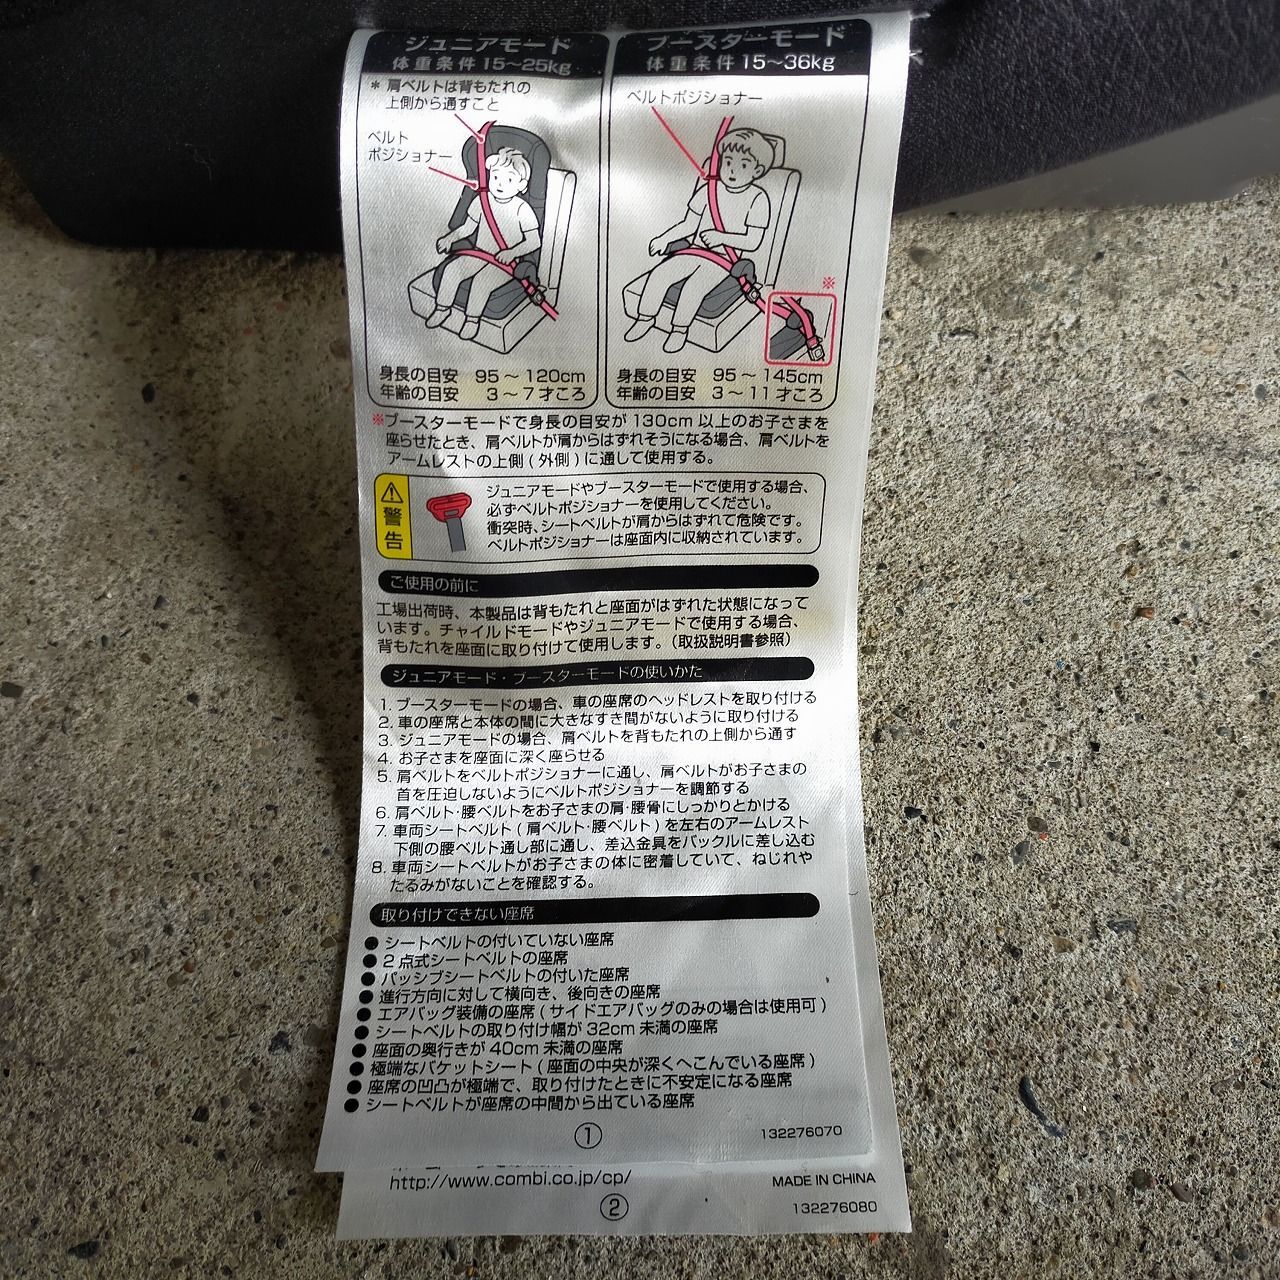 ジュニアモード
体重条件 15～25kg
* 肩ベルトは背もたれの
上側から通すこと
ベルト
ポジショナー
身長の目安 95～120cm
年齢の目安 3～7才ころ
ブースターモード
体重条件 15～36kg
ベルトポジショナー
※
身長の目安 95～145cm
年齢の目安 3～11才ころ
※ブースターモードで身長の目安が130cm以上のお子さまを
座らせたとき、肩ベルトが肩からはずれそうになる場合、肩ベルトを
アームレストの上側(外側)に通して使用する。
警告
ジュニアモードやブースターモードで使用する場合、
必ずベルトポジショナーを使用してください。
衝突時、シートベルトが肩からはずれて危険です。
ベルトポジショナーは座面内に収納されています。
ご使用の前に
工場出荷時、本製品は背もたれと座面がはずれた状態になって
います。チャイルドモードやジュニアモードで使用する場合、
背もたれを座面に取り付けて使用します。（取扱説明書参照）
ジュニアモード・ブースターモードの使いかた
1. ブースターモードの場合、車の座席のヘッドレストを取り付ける
2. 車の座席と本体の間に大きなすき間がないように取り付ける
3. ジュニアモードの場合、肩ベルトを背もたれの上側から通す
4. お子さまを座面に深く座らせる
5. 肩ベルトをベルトポジショナーに通し、肩ベルトがお子さまの
首を圧迫しないようにベルトポジショナーを調節する
6. 肩ベルト・腰ベルトをお子さまの肩・腰骨にしっかりとかける
7. 車両シートベルト(肩ベルト・腰ベルト)を左右のアームレスト
下側の腰ベルト通し部に通し、差込金具をバックルに差し込む
8. 車両シートベルトがお子さまの体に密着していて、ねじれや
たるみがないことを確認する。
取り付けできない座席
● シートベルトの付いていない座席
● 2点式シートベルトの座席
● パッシブシートベルトの付いた座席
● 進行方向に対して横向き、後向きの座席
● エアバッグ装備の座席(サイドエアバッグのみの場合は使用可)
● シートベルトの取り付け幅が32cm未満の座席
● 座面の奥行きが40cm未満の座席
● 極端なバケットシート(座面の中央が深くへこんでいる座席)
● 座席の凹凸が極端で、取り付けたときに不安定になる座席
● シートベルトが座席の中間から出ている座席
① 132276070
http://www.combi.co.jp/cp/ MADE IN CHINA
② 132276080